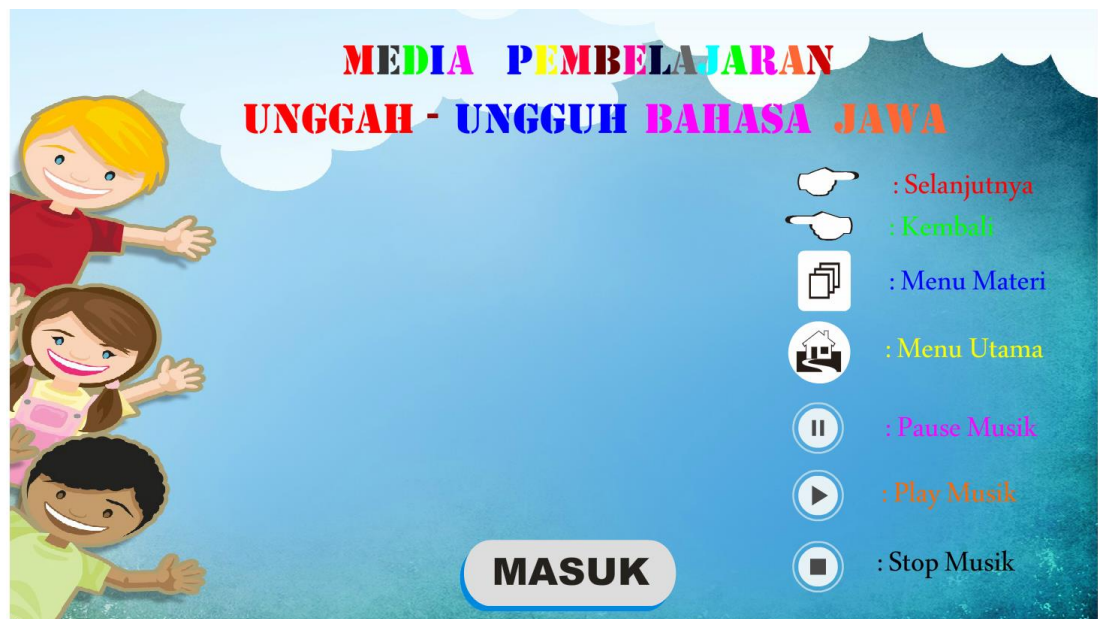 MEDIA PEMBELAJARAN
UNGGAH - UNGGUH BAHASA JAWA
: Selanjutnya
: Kembali
: Menu Materi
: Menu Utama
: Pause Musik
: Play Musik
: Stop Musik
MASUK